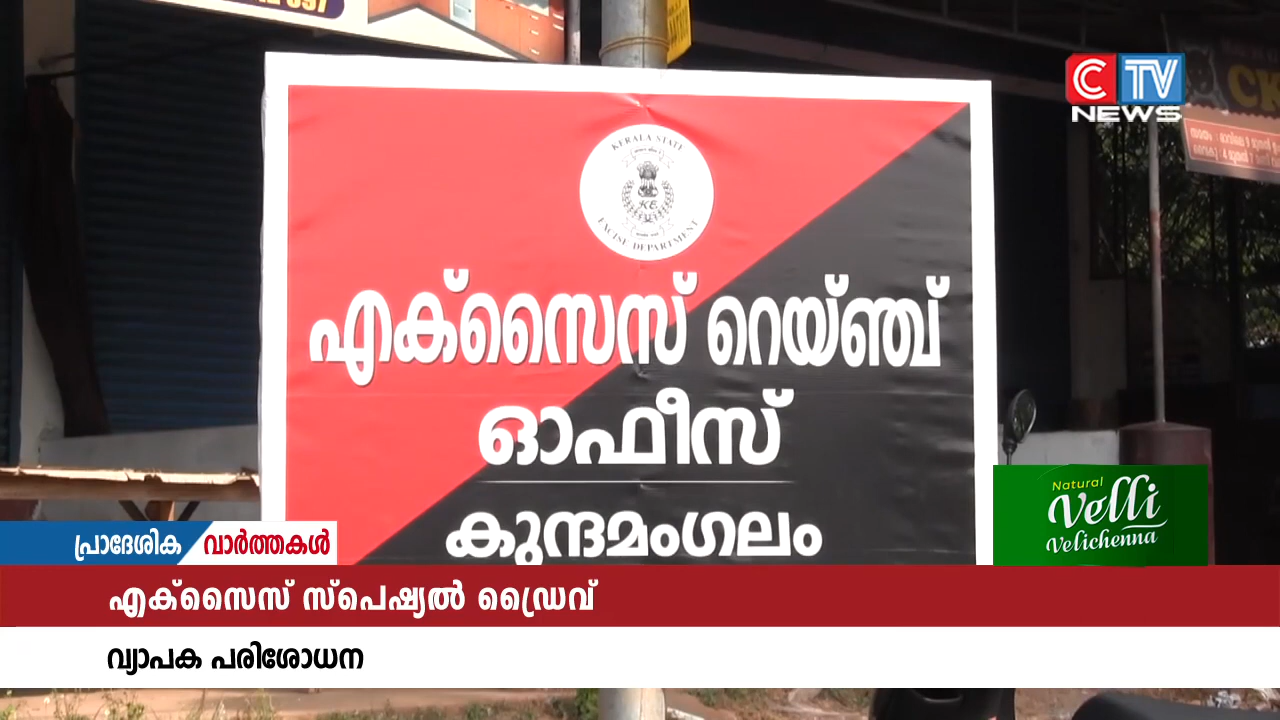 C TV
NEWS
KERALA STATE
EXCISE DEPARTMENT
എക്സൈസ് റെയ്ഞ്ച്
ഓഫീസ്
കുന്ദമംഗലം
Natural
Velli
Velichenna
പ്രാദേശിക വാർത്തകൾ
എക്സൈസ് സ്പെഷ്യൽ ഡ്രൈവ്
വ്യാപക പരിശോധന